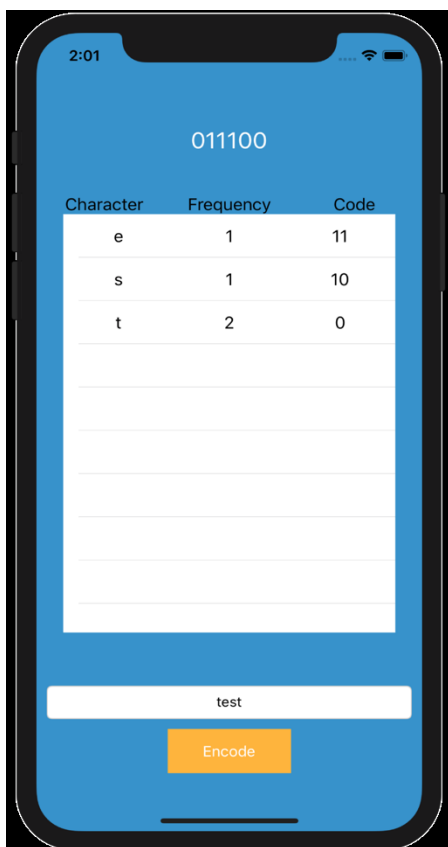 2:01
011100
Character Frequency Code
e 1 11
s 1 10
t 2 0
test
Encode